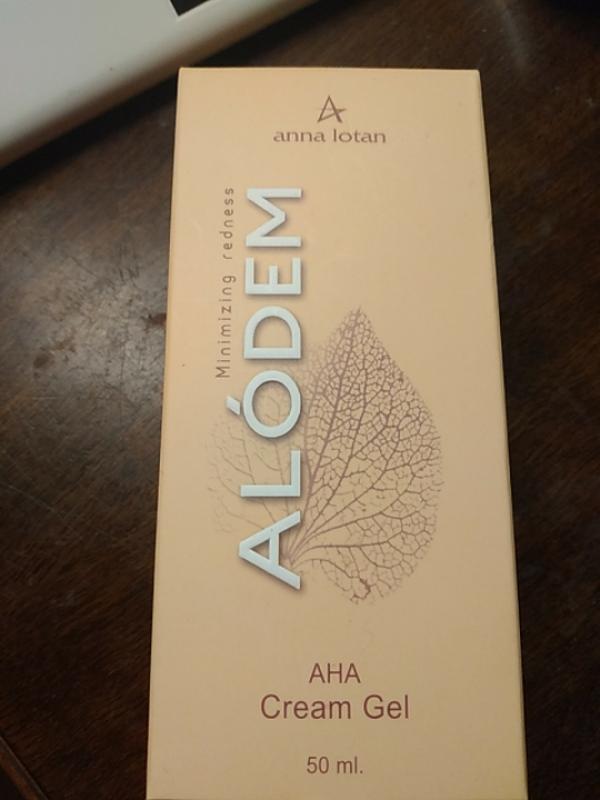 anna lotan
Minimizing redness
ALÓDEM
AHA
Cream Gel
50 ml.